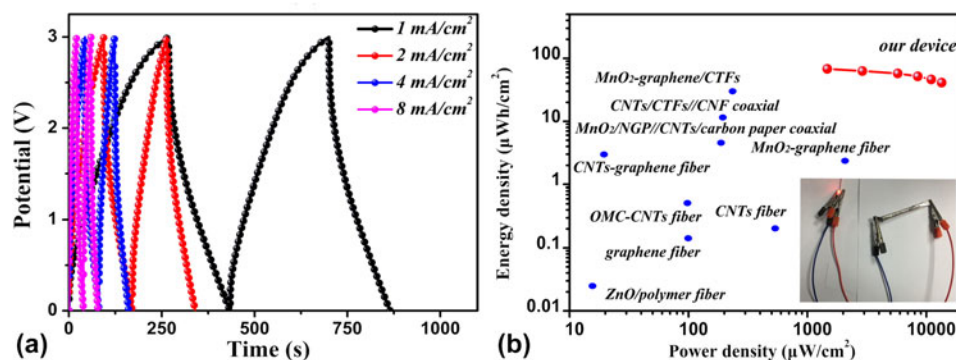 1 mA/cm²
2 mA/cm²
4 mA/cm²
8 mA/cm²
3
2
1
0
Potential (V)
0 250 500 750 1000
Time (s)
(a)
our device
MnO₂-graphene/CTFs
CNTs/CTFs//CNF coaxial
MnO₂/NGP//CNTs/carbon paper coaxial
MnO₂-graphene fiber
CNTs-graphene fiber
OMC-CNTs fiber
CNTs fiber
graphene fiber
ZnO/polymer fiber
100
10
1
0.1
0.01
Energy density (μWh/cm²)
10 100 1000 10000
Power density (μW/cm²)
(b)